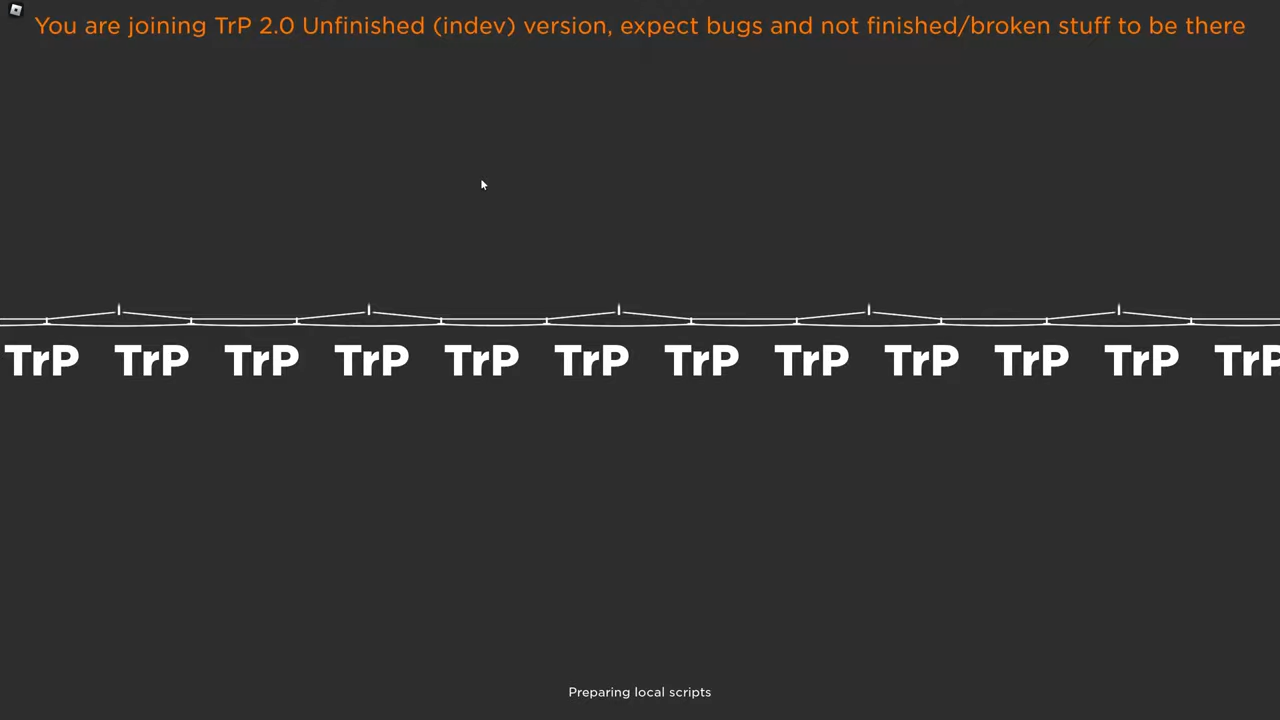 You are joining TrP 2.0 Unfinished (indev) version, expect bugs and not finished/broken stuff to be there
TrP TrP TrP TrP TrP TrP TrP TrP TrP TrP TrP TrP
Preparing local scripts